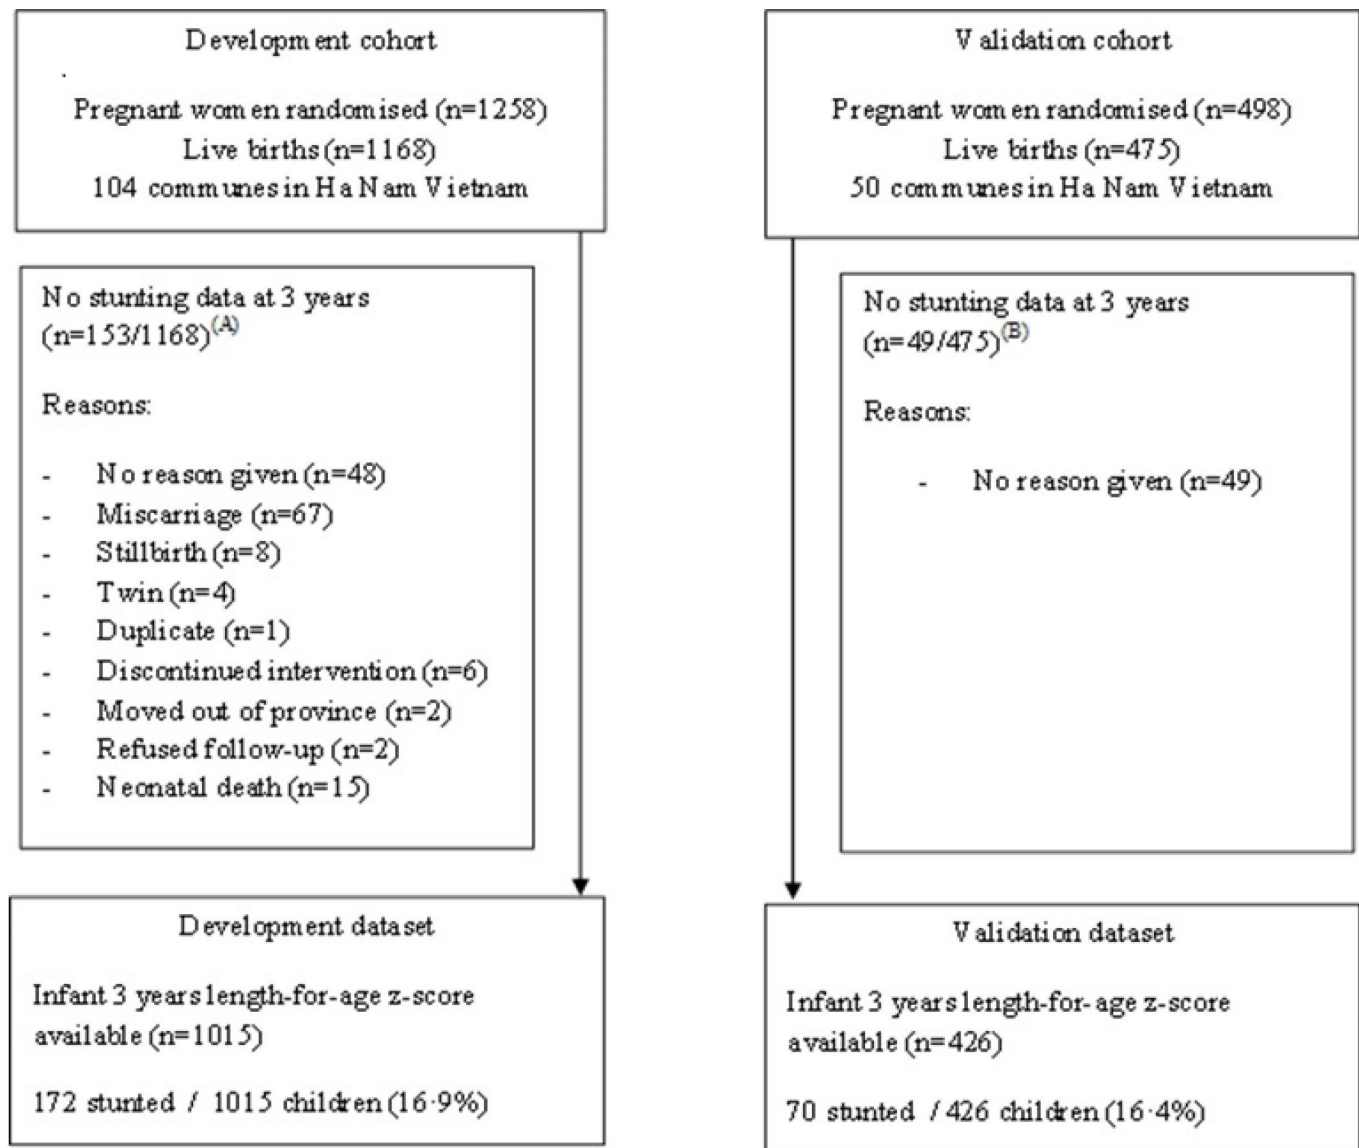 Development cohort
Pregnant women randomised (n=1258)
Live births (n=1168)
104 communes in Ha Nam Vietnam
No stunting data at 3 years
(n=153/1168)(A)
Reasons:
- No reason given (n=48)
- Miscarriage (n=67)
- Stillbirth (n=8)
- Twin (n=4)
- Duplicate (n=1)
- Discontinued intervention (n=6)
- Moved out of province (n=2)
- Refused follow-up (n=2)
- Neonatal death (n=15)
Development dataset
Infant 3 years length-for-age z-score
available (n=1015)
172 stunted / 1015 children (16·9%)
Validation cohort
Pregnant women randomised (n=498)
Live births (n=475)
50 communes in Ha Nam Vietnam
No stunting data at 3 years
(n=49/475)(B)
Reasons:
- No reason given (n=49)
Validation dataset
Infant 3 years length-for-age z-score
available (n=426)
70 stunted / 426 children (16·4%)